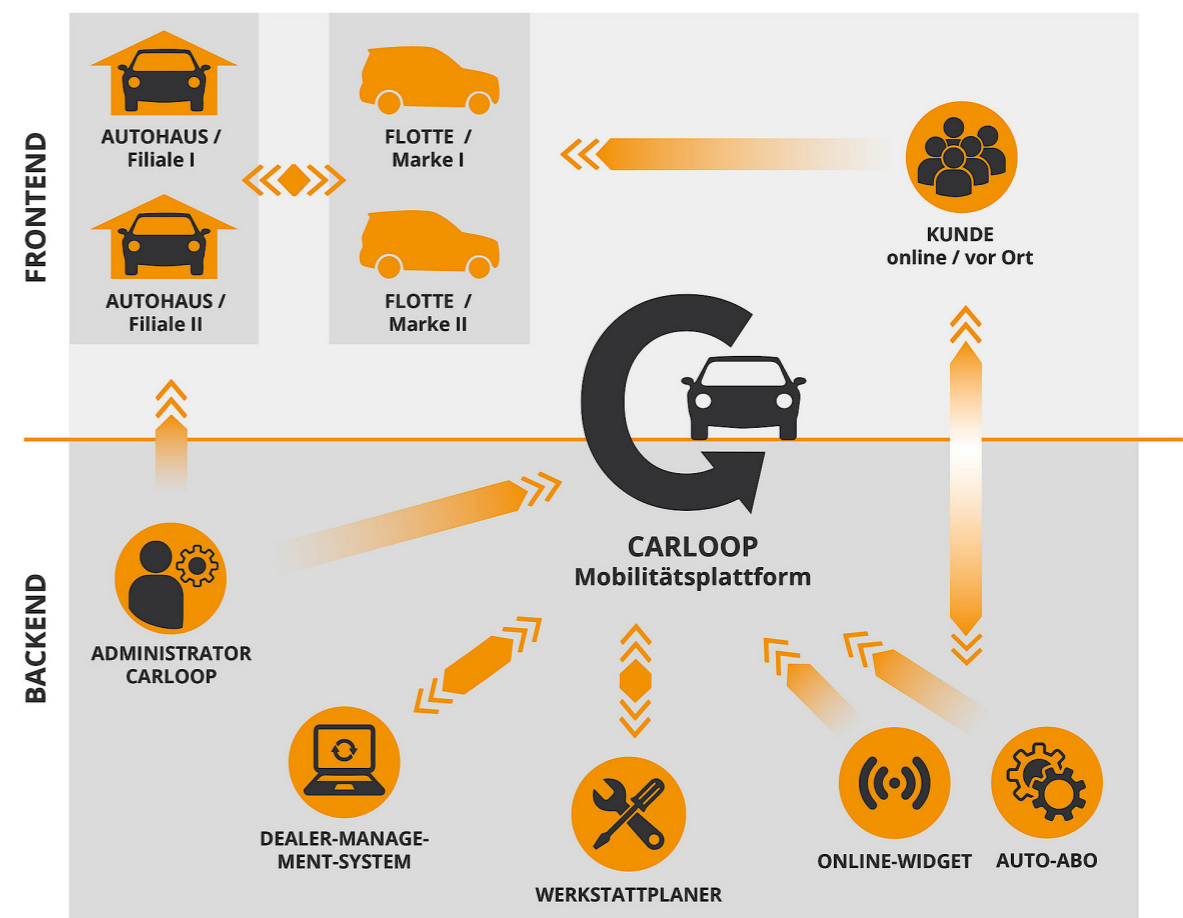 FRONTEND
AUTOHAUS /
Filiale I
FLOTTE /
Marke I
AUTOHAUS /
Filiale II
FLOTTE /
Marke II
KUNDE
online / vor Ort
BACKEND
CARLOOP
Mobilitätsplattform
ADMINISTRATOR
CARLOOP
DEALER-MANAGE-
MENT-SYSTEM
WERKSTATTPLANER
ONLINE-WIDGET
AUTO-ABO